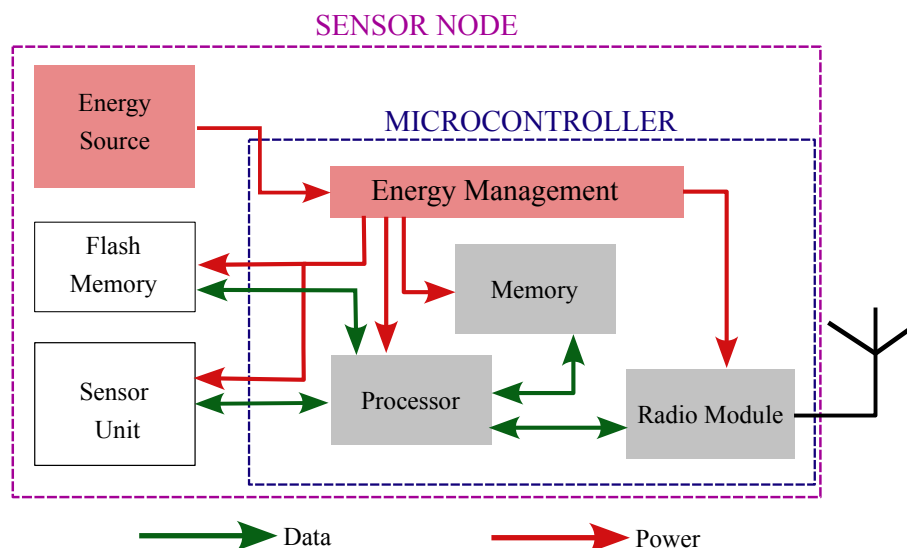 SENSOR NODE
Energy
Source
MICROCONTROLLER
Energy Management
Flash
Memory
Memory
Sensor
Unit
Processor
Radio Module
Data
Power